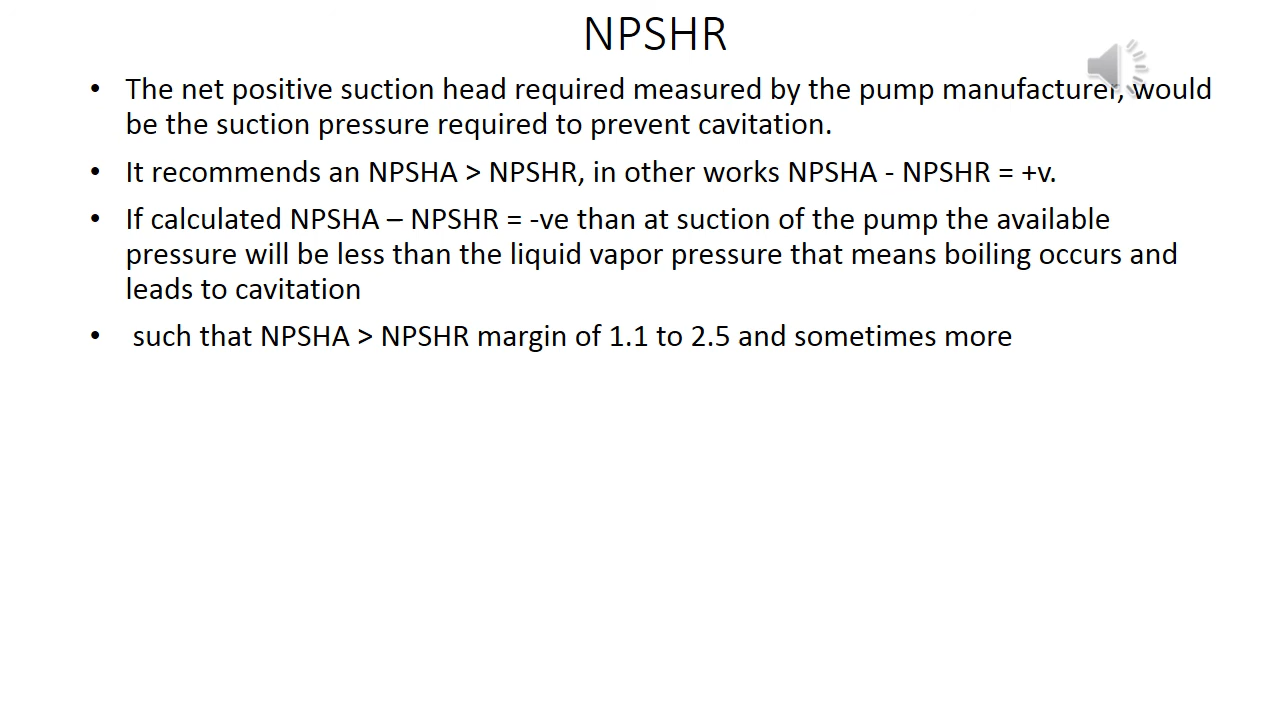 NPSHR
• The net positive suction head required measured by the pump manufacturer, would
be the suction pressure required to prevent cavitation.
• It recommends an NPSHA > NPSHR, in other works NPSHA - NPSHR = +v.
• If calculated NPSHA – NPSHR = -ve than at suction of the pump the available
pressure will be less than the liquid vapor pressure that means boiling occurs and
leads to cavitation
• such that NPSHA > NPSHR margin of 1.1 to 2.5 and sometimes more